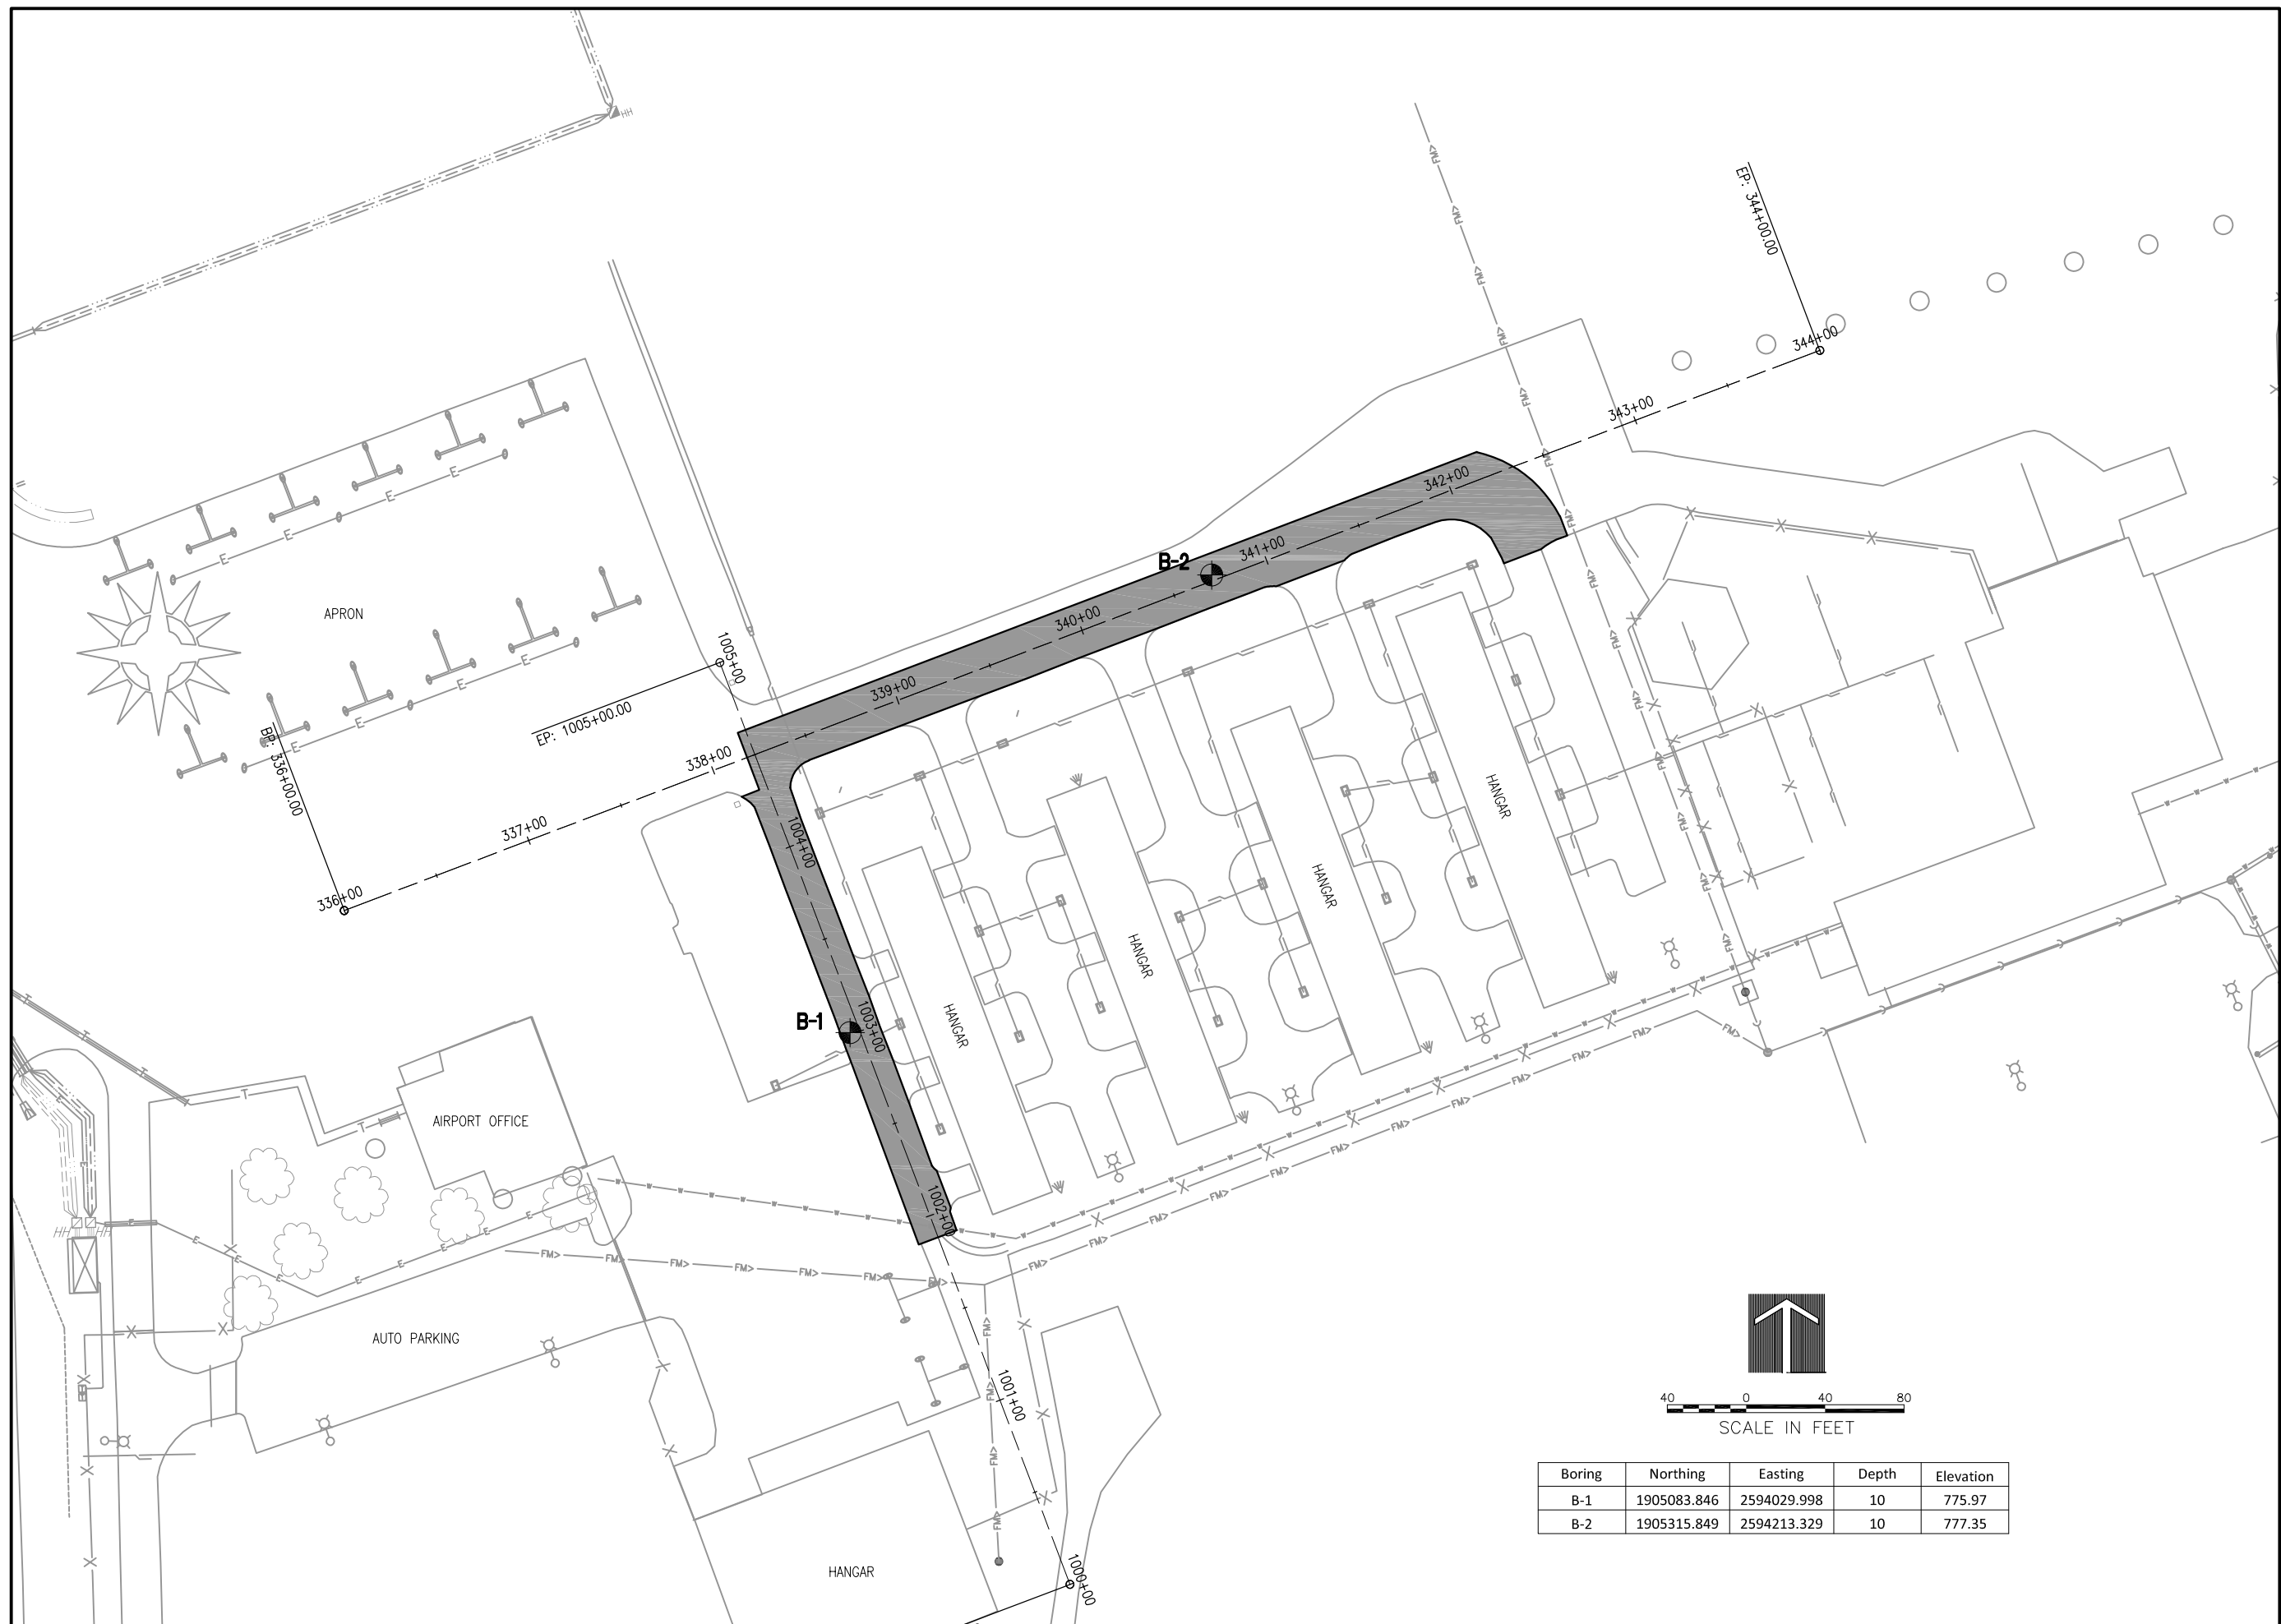 HH
EP: 344+00.00
344+00
343+00
342+00
B-2
341+00
340+00
339+00
338+00
337+00
336+00
BP: 336+00.00
APRON
1005+00
EP: 1005+00.00
1004+00
B-1
1003+00
1002+00
1001+00
1000+00
HANGAR
HANGAR
HANGAR
HANGAR
AIRPORT OFFICE
HH
HH
AUTO PARKING
HANGAR
40 0 40 80
SCALE IN FEET
Boring Northing Easting Depth Elevation
B-1 1905083.846 2594029.998 10 775.97
B-2 1905315.849 2594213.329 10 777.35